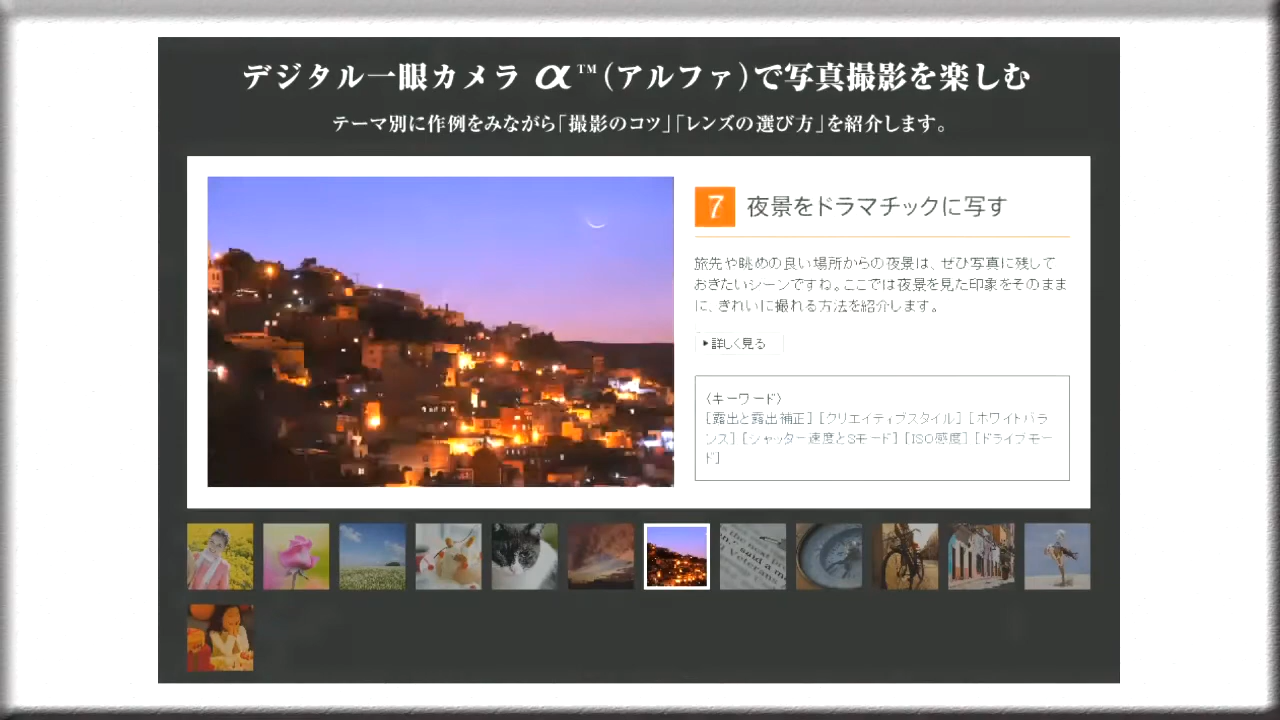 デジタル一眼カメラ α™(アルファ)で写真撮影を楽しむ
テーマ別に作例をみながら「撮影のコツ」「レンズの選び方」を紹介します。
7 夜景をドラマチックに写す
旅先や眺めの良い場所からの夜景は、ぜひ写真に残して
おきたいシーンですね。ここでは夜景を見た印象をそのまま
に、きれいに撮れる方法を紹介します。
詳しく見る
〈キーワード〉
[露出と露出補正] [クリエイティブスタイル] [ホワイトバラ
ンス] [シャッター速度とSモード] [ISO感度] [ドライブモー
ド]